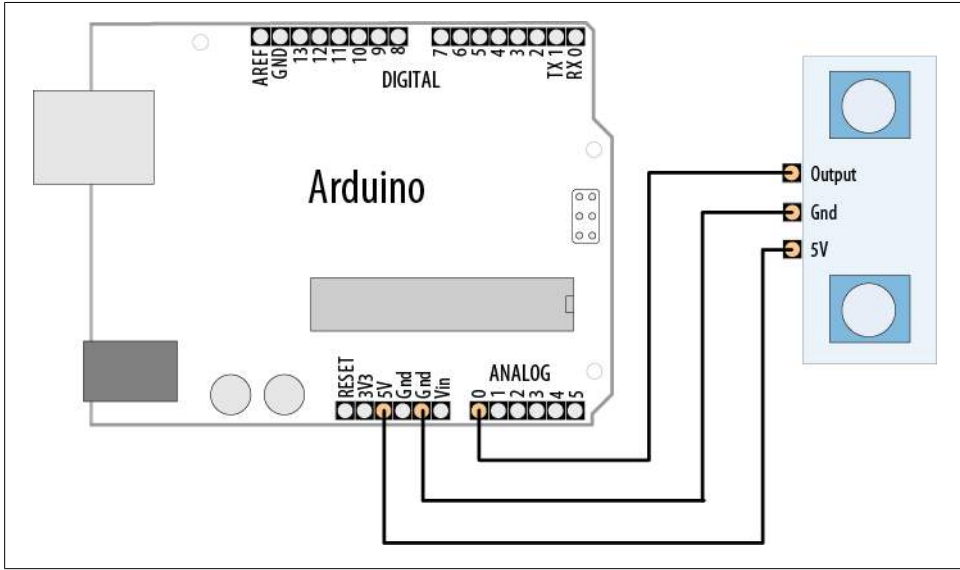 AREF
GND
13
12
11
10
9
8
7
6
5
4
3
2
TX 1
RX 0
DIGITAL
Arduino
Output
Gnd
5V
RESET
3V3
5V
Gnd
Gnd
Vin
ANALOG
0
1
2
3
4
5